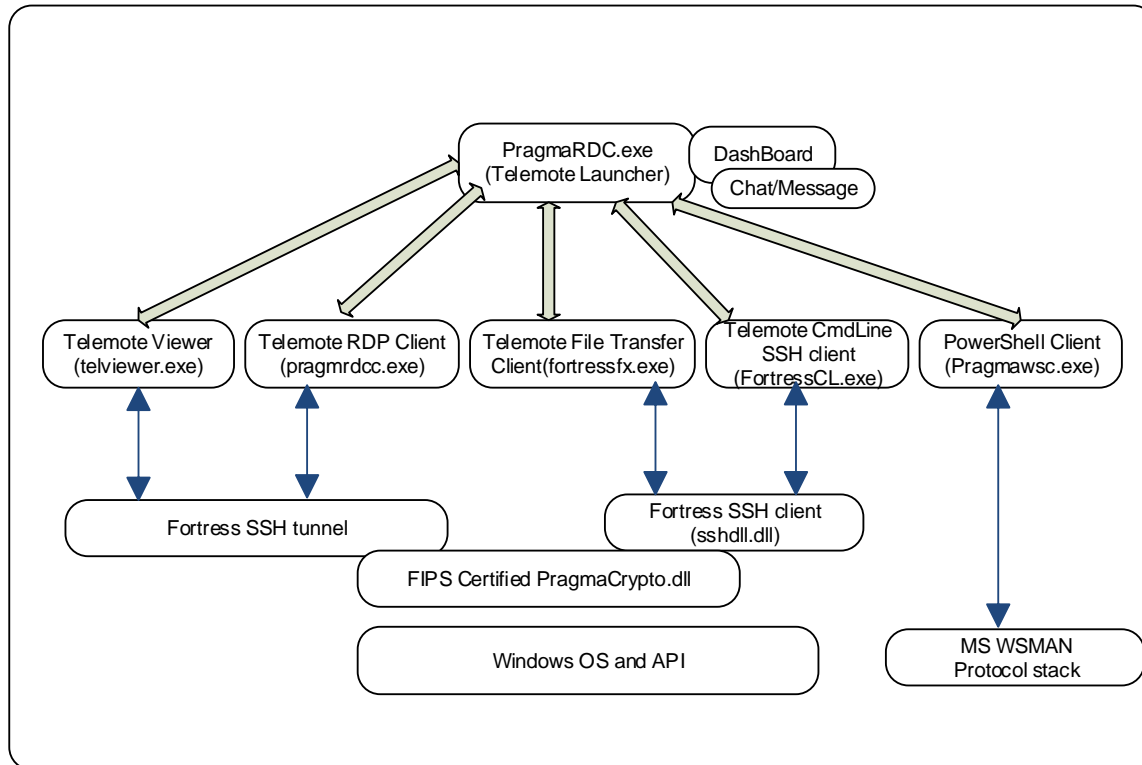 PragmaRDC.exe
(Telemote Launcher)
DashBoard
Chat/Message
Telemote Viewer
(telviewer.exe)
Telemote RDP Client
(pragmrdcc.exe)
Telemote File Transfer
Client(fortressfx.exe)
Telemote CmdLine
SSH client
(FortressCL.exe)
PowerShell Client
(Pragmawsc.exe)
Fortress SSH tunnel
Fortress SSH client
(sshdll.dll)
FIPS Certified PragmaCrypto.dll
Windows OS and API
MS WSMAN
Protocol stack